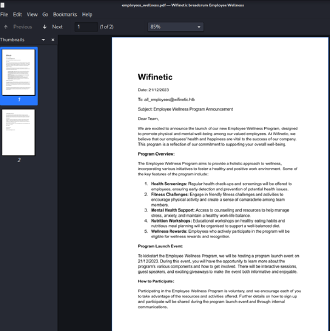 employees_wellness.pdf — Wifinetic business to Employee Wellness
File Edit View Go Bookmarks Help
Previous Next 1 (1 of 2) 85%
Thumbnails
1
2
Wifinetic
Date: 21/12/2023
To: all_employees@wifinetic.htb
Subject: Employee Wellness Program Announcement
Dear Team,
We are excited to announce the launch of our new Employee Wellness Program, designed
to promote physical and mental well-being among our valued employees. At Wifinetic, we
believe that our employees' health and happiness are vital to the success of our company.
This program is a reflection of our commitment to supporting your overall well-being.
Program Overview:
The Employee Wellness Program aims to provide a holistic approach to wellness,
incorporating various initiatives to foster a healthy and positive work environment. Some of
the key features of the program include:
1. Health Screenings: Regular health check-ups and screenings will be offered to
employees, ensuring early detection and prevention of potential health issues.
2. Fitness Challenges: Engage in friendly fitness challenges and activities to
encourage physical activity and create a sense of camaraderie among team
members.
3. Mental Health Support: Access to counselling and resources to help manage
stress, anxiety, and maintain a healthy work-life balance.
4. Nutrition Workshops: Educational workshops on healthy eating habits and
nutritious meal planning will be organised to support a well-balanced diet.
5. Wellness Rewards: Employees who actively participate in the program will be
eligible for wellness rewards and recognition.
Program Launch Event:
To kickstart the Employee Wellness Program, we will be hosting a program launch event on
21/12/2023. During this event, you will have the opportunity to learn more about the
program's various components and how to get involved. There will be interactive sessions,
guest speakers, and exciting giveaways to make the event both informative and enjoyable.
How to Participate:
Participating in the Employee Wellness Program is voluntary, and we encourage each of you
to take advantage of the resources and activities offered. Further details on how to sign up
and participate will be shared during the program launch event and through internal
communications.